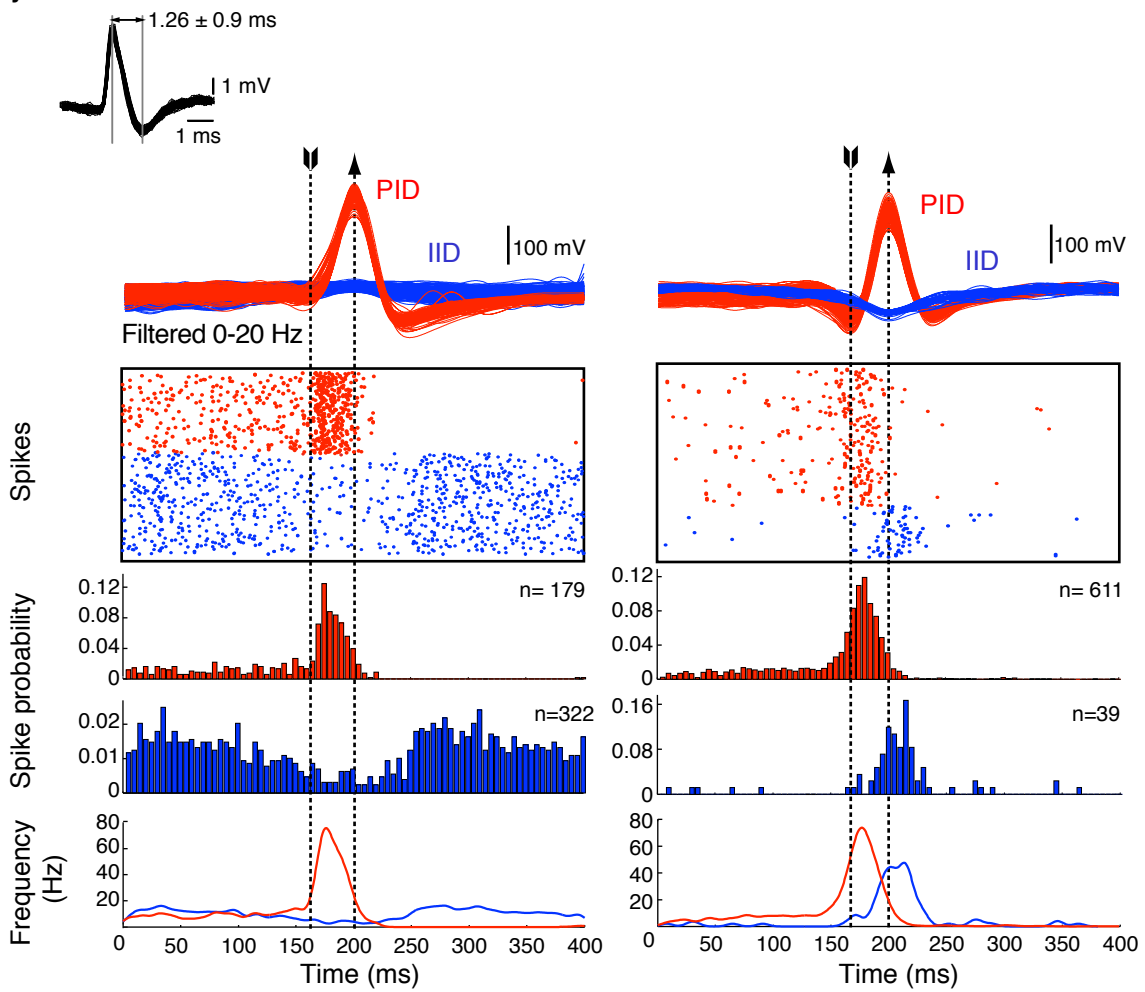 1.26 ± 0.9 ms
1 mV
1 ms
PID
100 mV
IID
Filtered 0-20 Hz
PID
100 mV
IID
Spikes
Spike probability
0.12
0.08
0.04
0
n= 179
0.12
0.08
0.04
0
n= 611
0.02
0.01
0
n=322
0.16
0.08
0
n=39
Frequency
(Hz)
80
60
40
20
0 50 100 150 200 250 300 350 400
Time (ms)
80
60
40
20
0
0 50 100 150 200 250 300 350 400
Time (ms)